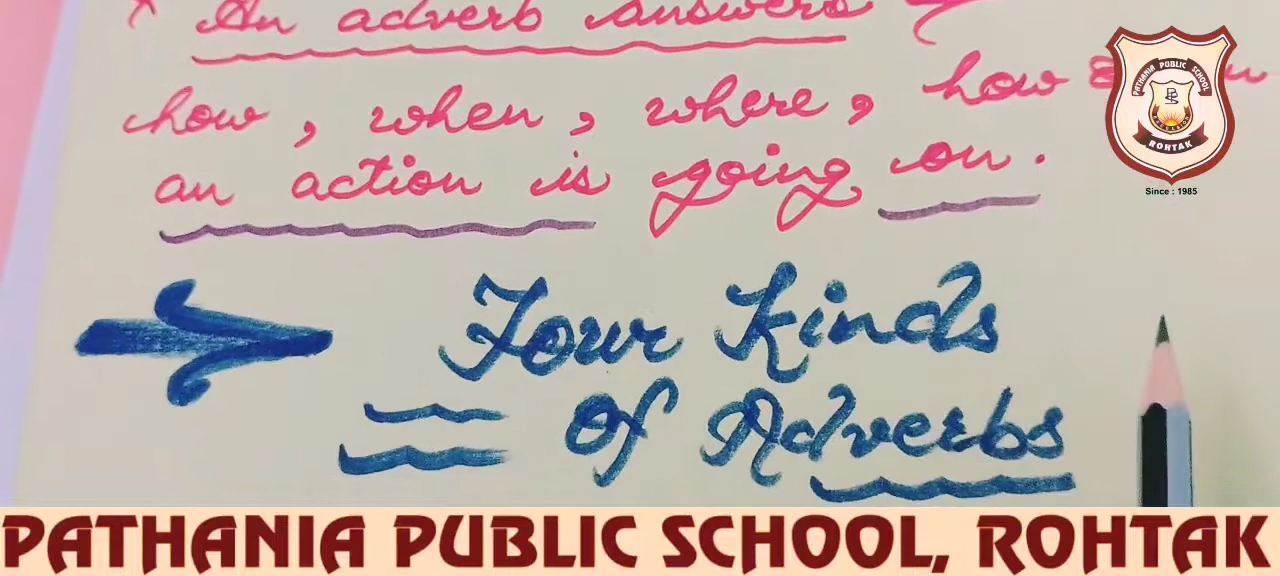 An adverb answers
how, when, where, how
an action is going on.
Four Kinds
Of Adverbs
PATHANIA PUBLIC SCHOOL
ROHTAK
Since : 1985
PATHANIA PUBLIC SCHOOL, ROHTAK